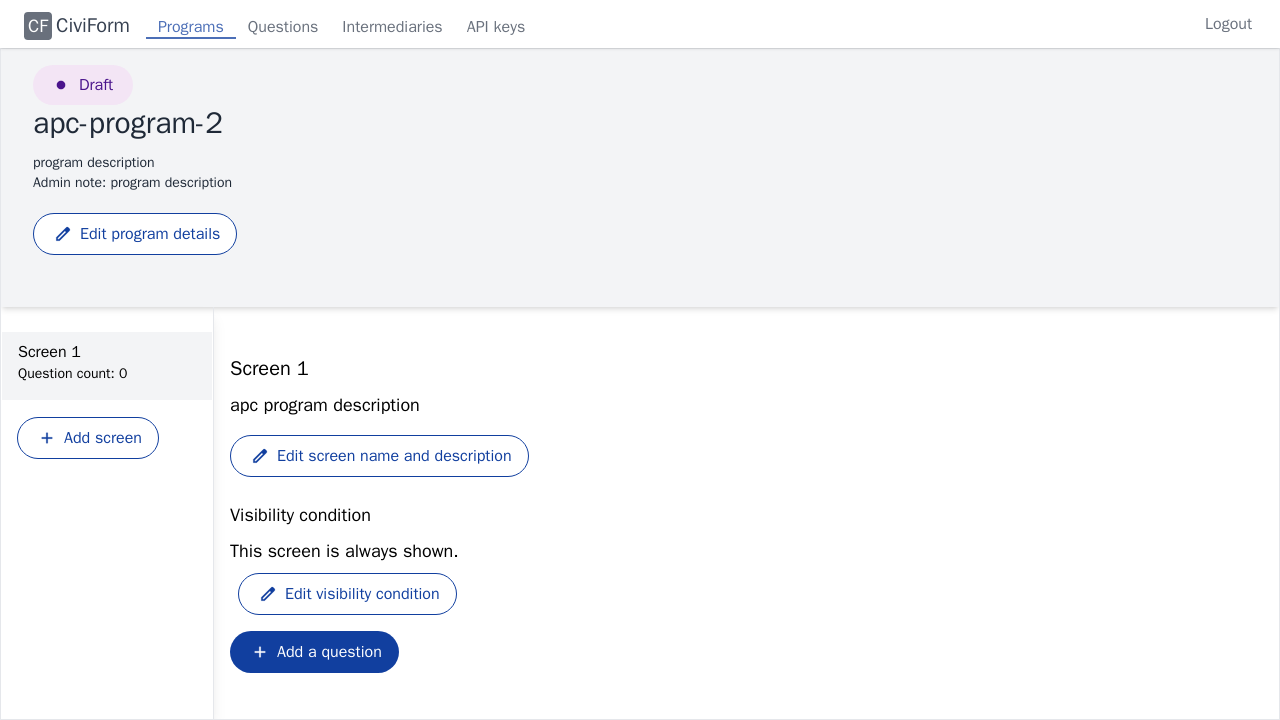 CF CiviForm Programs Questions Intermediaries API keys Logout
Draft
apc-program-2
program description
Admin note: program description
Edit program details
Screen 1
Question count: 0
Add screen
Screen 1
apc program description
Edit screen name and description
Visibility condition
This screen is always shown.
Edit visibility condition
Add a question